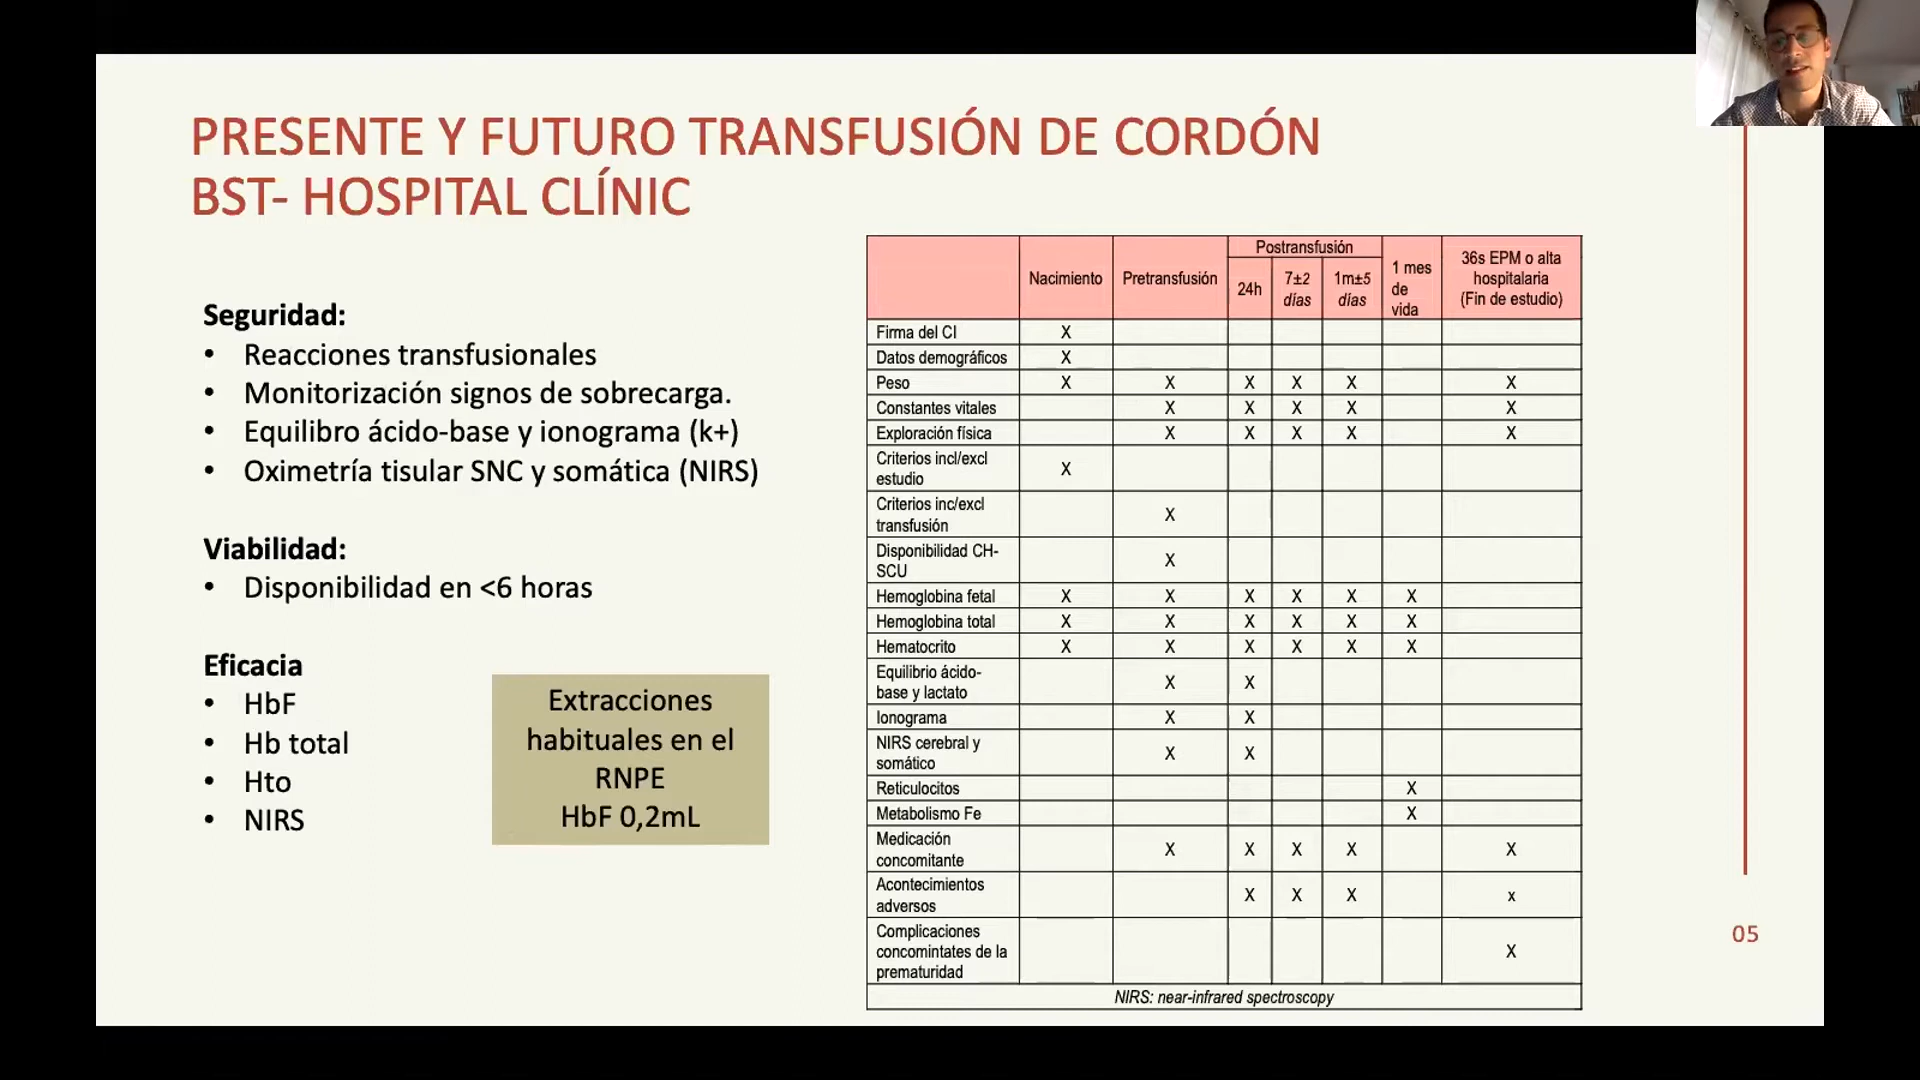 PRESENTE Y FUTURO TRANSFUSIÓN DE CORDÓN
BST- HOSPITAL CLÍNIC
Seguridad:
• Reacciones transfusionales
• Monitorización signos de sobrecarga.
• Equilibro ácido-base y ionograma (k+)
• Oximetría tisular SNC y somática (NIRS)
Viabilidad:
• Disponibilidad en <6 horas
Eficacia
• HbF
• Hb total
• Hto
• NIRS
Extracciones
habituales en el
RNPE
HbF 0,2mL
Nacimiento
Pretransfusión
Postransfusión
24h
7±2
días
1m±5
días
1 mes
de
vida
36s EPM o alta
hospitalaria
(Fin de estudio)
Firma del CI X
Datos demográficos X
Peso X X X X X X
Constantes vitales X X X X X
Exploración física X X X X X
Criterios incl/excl
estudio X
Criterios inc/excl
transfusión X
Disponibilidad CH-
SCU X
Hemoglobina fetal X X X X X X
Hemoglobina total X X X X X X
Hematocrito X X X X X X
Equilibrio ácido-
base y lactato X X
Ionograma X X
NIRS cerebral y
somático X X
Reticulocitos X
Metabolismo Fe X
Medicación
concomitante X X X X X
Acontecimientos
adversos X X X x
Complicaciones
concomintates de la
prematuridad X
NIRS: near-infrared spectroscopy
05